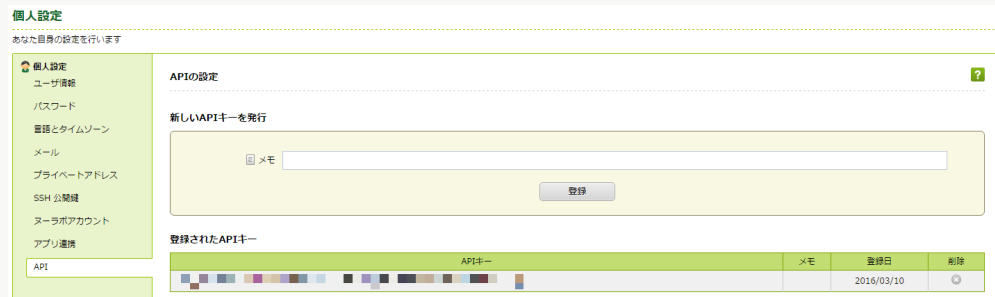 個人設定
あなた自身の設定を行います
個人設定
ユーザ情報
パスワード
言語とタイムゾーン
メール
プライベートアドレス
SSH 公開鍵
ヌーラボアカウント
アプリ連携
API
APIの設定
?
新しいAPIキーを発行
メモ
登録
登録されたAPIキー
APIキー メモ 登録日 削除
2016/03/10